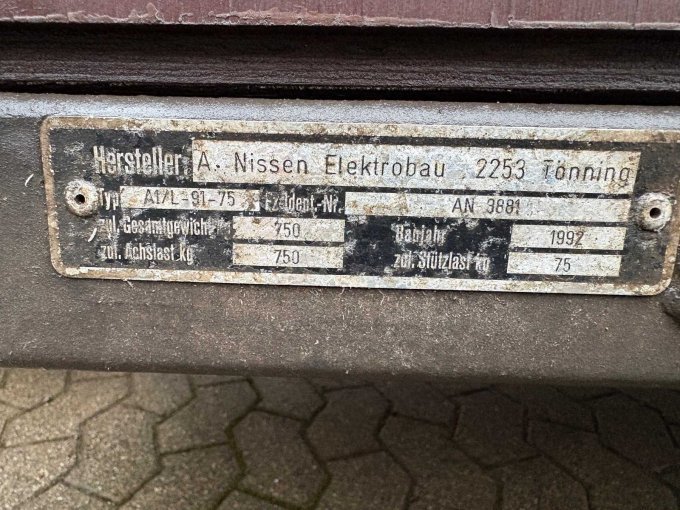 Hersteller A. Nissen Elektrobau 2253 Tönning
Typ A1/L-91-75 Fz.Ident.-Nr. AN 3881
zul. Gesamtgewicht 750 Baujahr 1992
zul. Achslast kg 750 zul. Stützlast kg 75